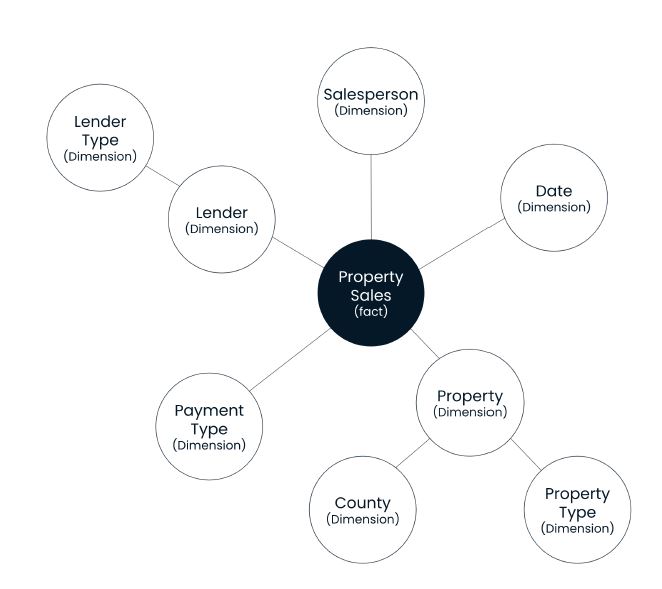 Salesperson
(Dimension)
Lender
Type
(Dimension)
Date
(Dimension)
Lender
(Dimension)
Property
Sales
(fact)
Property
(Dimension)
Payment
Type
(Dimension)
County
(Dimension)
Property
Type
(Dimension)